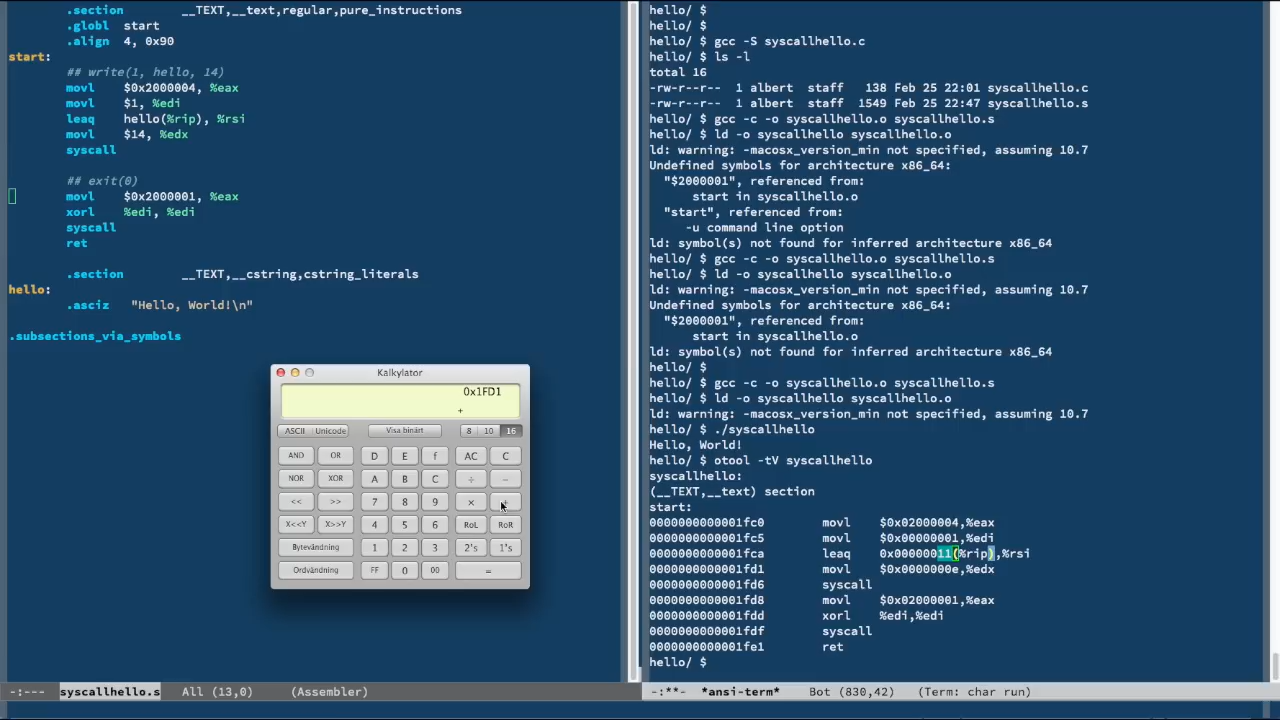 .section __TEXT,__text,regular,pure_instructions
.globl start
.align 4, 0x90
start:
## write(1, hello, 14)
movl $0x2000004, %eax
movl $1, %edi
leaq hello(%rip), %rsi
movl $14, %edx
syscall
## exit(0)
movl $0x2000001, %eax
xorl %edi, %edi
syscall
ret
.section __TEXT,__cstring,cstring_literals
hello:
.asciz "Hello, World!\n"
.subsections_via_symbols
Kalkylator
0x1FD1
+
ASCII Unicode Visa binärt 8 10 16
AND OR D E f AC C
NOR XOR A B C ÷ −
<< >> 7 8 9 × +
X<<Y X>>Y 4 5 6 RoL RoR
Bytevändning 1 2 3 2's 1's
Ordvändning FF 0 00 =
-:--- syscallhello.s All (13,0) (Assembler)
hello/ $
hello/ $
hello/ $ gcc -S syscallhello.c
hello/ $ ls -l
total 16
-rw-r--r-- 1 albert staff 138 Feb 25 22:01 syscallhello.c
-rw-r--r-- 1 albert staff 1549 Feb 25 22:47 syscallhello.s
hello/ $ gcc -c -o syscallhello.o syscallhello.s
hello/ $ ld -o syscallhello syscallhello.o
ld: warning: -macosx_version_min not specified, assuming 10.7
Undefined symbols for architecture x86_64:
"$2000001", referenced from:
start in syscallhello.o
"start", referenced from:
-u command line option
ld: symbol(s) not found for inferred architecture x86_64
hello/ $ gcc -c -o syscallhello.o syscallhello.s
hello/ $ ld -o syscallhello syscallhello.o
ld: warning: -macosx_version_min not specified, assuming 10.7
Undefined symbols for architecture x86_64:
"$2000001", referenced from:
start in syscallhello.o
ld: symbol(s) not found for inferred architecture x86_64
hello/ $
hello/ $ gcc -c -o syscallhello.o syscallhello.s
hello/ $ ld -o syscallhello syscallhello.o
ld: warning: -macosx_version_min not specified, assuming 10.7
hello/ $ ./syscallhello
Hello, World!
hello/ $ otool -tV syscallhello
syscallhello:
(__TEXT,__text) section
start:
0000000000001fc0 movl $0x02000004,%eax
0000000000001fc5 movl $0x00000001,%edi
0000000000001fca leaq 0x00000011(%rip),%rsi
0000000000001fd1 movl $0x0000000e,%edx
0000000000001fd6 syscall
0000000000001fd8 movl $0x02000001,%eax
0000000000001fdd xorl %edi,%edi
0000000000001fdf syscall
0000000000001fe1 ret
hello/ $
-:**- *ansi-term* Bot (830,42) (Term: char run)